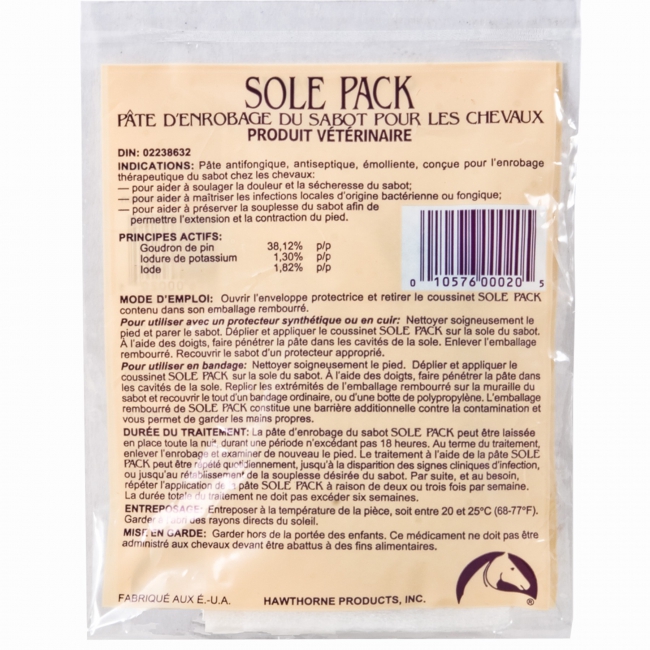 SOLE PACK
PÂTE D'ENROBAGE DU SABOT POUR LES CHEVAUX
PRODUIT VÉTÉRINAIRE
DIN: 02238632
INDICATIONS: Pâte antifongique, antiseptique, émolliente, conçue pour l'enrobage
thérapeutique du sabot chez les chevaux:
— pour aider à soulager la douleur et la sécheresse du sabot;
— pour aider à maîtriser les infections locales d'origine bactérienne ou fongique;
— pour aider à préserver la souplesse du sabot afin de
permettre l'extension et la contraction du pied.
PRINCIPES ACTIFS:
Goudron de pin 38,12% p/p
Iodure de potassium 1,30% p/p
Iode 1,82% p/p
0 10576 00020 5
MODE D'EMPLOI: Ouvrir l'enveloppe protectrice et retirer le coussinet SOLE PACK
contenu dans son emballage rembourré.
Pour utiliser avec un protecteur synthétique ou en cuir: Nettoyer soigneusement le
pied et parer le sabot. Déplier et appliquer le coussinet SOLE PACK sur la sole du sabot.
À l'aide des doigts, faire pénétrer la pâte dans les cavités de la sole. Enlever l'emballage
rembourré. Recouvrir le sabot d'un protecteur approprié.
Pour utiliser en bandage: Nettoyer soigneusement le pied. Déplier et appliquer le
coussinet SOLE PACK sur la sole du sabot. À l'aide des doigts, faire pénétrer la pâte dans
les cavités de la sole. Replier les extrémités de l'emballage rembourré sur la muraille du
sabot et recouvrir le tout d'un bandage ordinaire, ou d'une botte de polypropylène. L'emballage
rembourré de SOLE PACK constitue une barrière additionnelle contre la contamination et
vous permet de garder les mains propres.
DURÉE DU TRAITEMENT: La pâte d'enrobage du sabot SOLE PACK peut être laissée
en place toute la nuit, durant une période n'excédant pas 18 heures. Au terme du traitement,
enlever l'enrobage et examiner de nouveau le pied. Le traitement à l'aide de la pâte SOLE
PACK peut être répété quotidiennement, jusqu'à la disparition des signes cliniques d'infection,
ou jusqu'au rétablissement de la souplesse désirée du sabot. Par suite, et au besoin,
répéter l'application de la pâte SOLE PACK à raison de deux ou trois fois par semaine.
La durée totale du traitement ne doit pas excéder six semaines.
ENTREPOSAGE: Entreposer à la température de la pièce, soit entre 20 et 25°C (68-77°F).
Garder à l'abri des rayons directs du soleil.
MISE EN GARDE: Garder hors de la portée des enfants. Ce médicament ne doit pas être
administré aux chevaux devant être abattus à des fins alimentaires.
FABRIQUÉ AUX É.-U.A. HAWTHORNE PRODUCTS, INC.
®